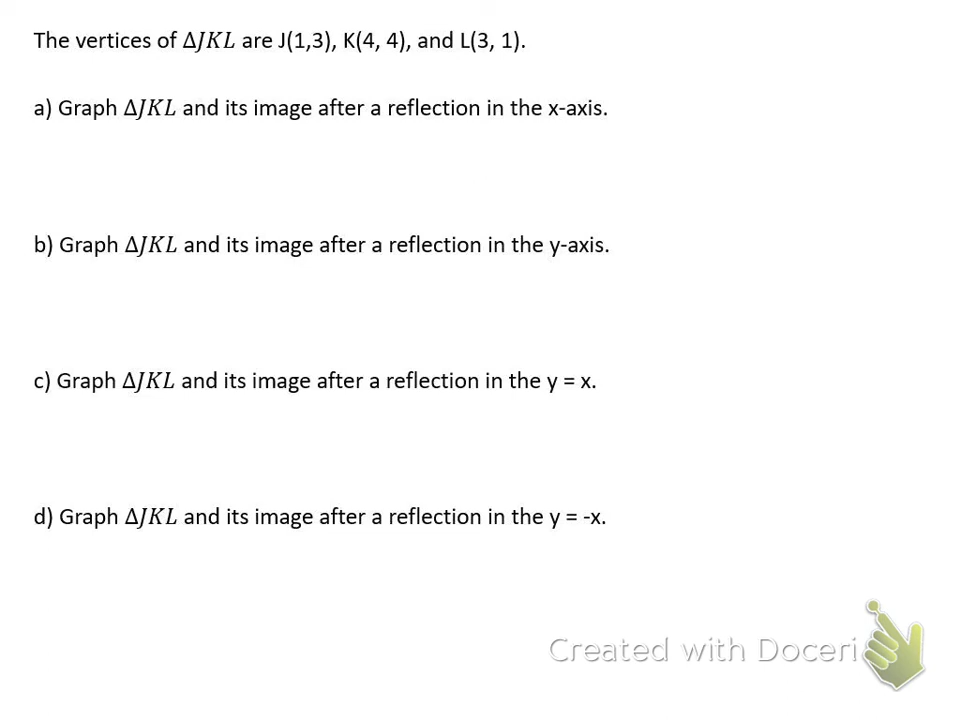 The vertices of Δ𝐽𝐾𝐿 are J(1,3), K(4, 4), and L(3, 1).
a) Graph Δ𝐽𝐾𝐿 and its image after a reflection in the x-axis.
b) Graph Δ𝐽𝐾𝐿 and its image after a reflection in the y-axis.
c) Graph Δ𝐽𝐾𝐿 and its image after a reflection in the y = x.
d) Graph Δ𝐽𝐾𝐿 and its image after a reflection in the y = -x.
Created with Doceri